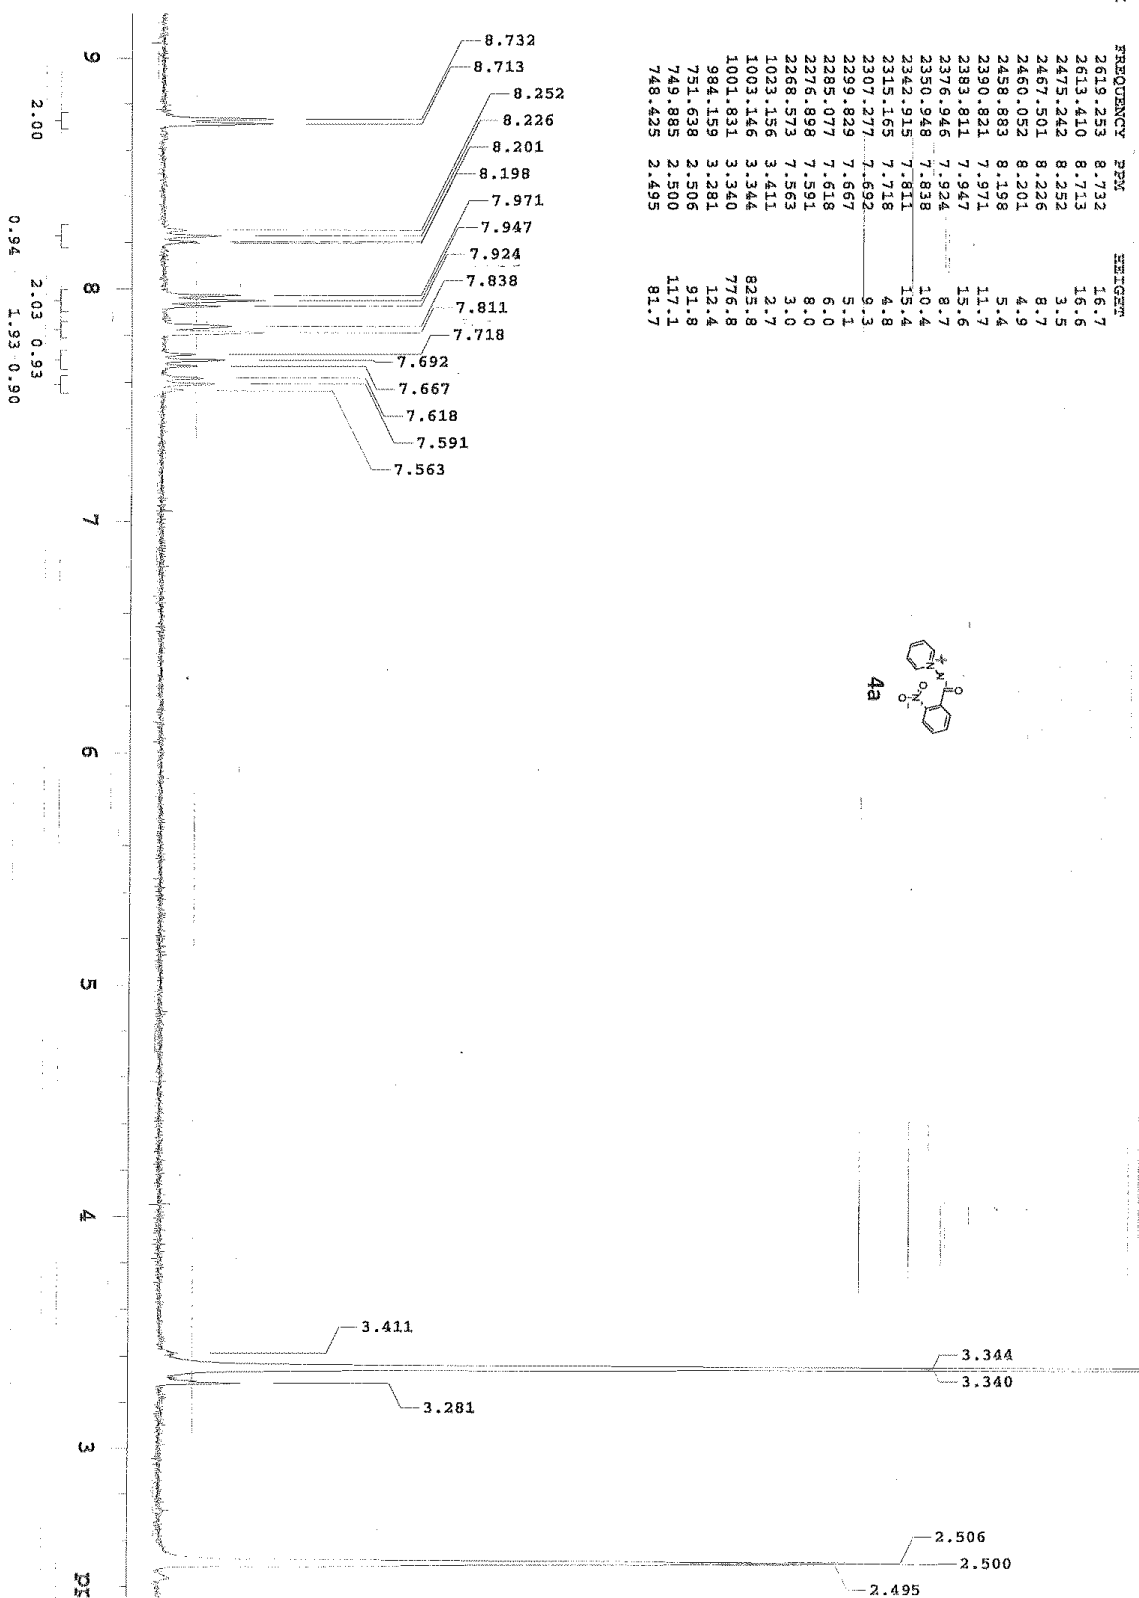 FREQUENCY PPM HEIGHT
2619.253 8.732 16.7
2613.410 8.713 16.6
2475.242 8.252 3.5
2467.501 8.226 8.7
2460.052 8.201 4.9
2458.883 8.198 5.4
2390.821 7.971 11.7
2383.811 7.947 15.6
2376.946 7.924 8.7
2350.948 7.838 10.4
2342.915 7.811 15.4
2315.165 7.718 4.8
2307.277 7.692 9.3
2299.829 7.667 5.1
2285.077 7.618 6.0
2276.898 7.591 8.0
2268.573 7.563 3.0
1023.156 3.411 2.7
1003.146 3.344 825.8
1001.831 3.340 776.8
984.159 3.281 12.4
751.638 2.506 91.8
749.885 2.500 117.1
748.425 2.495 81.7
O
N
N
+
O
N
O
4a
8.732
8.713
8.252
8.226
8.201
8.198
7.971
7.947
7.924
7.838
7.811
7.718
7.692
7.667
7.618
7.591
7.563
3.411
3.344
3.340
3.281
2.506
2.500
2.495
9 8 7 6 5 4 3
2.00 2.03 0.93
0.94 1.93 0.90